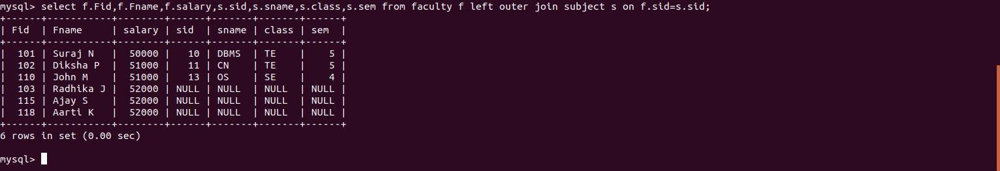 mysql> select f.Fid,f.Fname,f.salary,s.sid,s.sname,s.class,s.sem from faculty f left outer join subject s on f.sid=s.sid;
+------+-----------+--------+------+-------+-------+------+
| Fid  | Fname     | salary | sid  | sname | class | sem  |
+------+-----------+--------+------+-------+-------+------+
|  101 | Suraj N   |  50000 |   10 | DBMS  | TE    |    5 |
|  102 | Diksha P  |  51000 |   11 | CN    | TE    |    5 |
|  110 | John M    |  51000 |   13 | OS    | SE    |    4 |
|  103 | Radhika J |  52000 | NULL | NULL  | NULL  | NULL |
|  115 | Ajay S    |  52000 | NULL | NULL  | NULL  | NULL |
|  118 | Aarti K   |  52000 | NULL | NULL  | NULL  | NULL |
+------+-----------+--------+------+-------+-------+------+
6 rows in set (0.00 sec)
mysql>